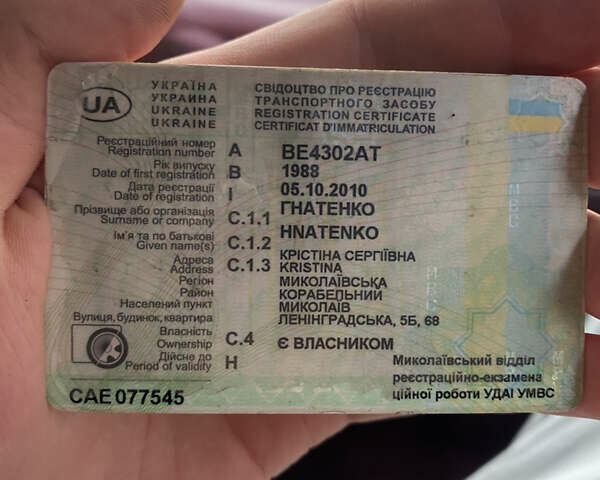 UA
УКРАЇНА
УКРАИНА
UKRAINE
UKRAINE
СВІДОЦТВО ПРО РЕЄСТРАЦІЮ
ТРАНСПОРТНОГО ЗАСОБУ
REGISTRATION CERTIFICATE
CERTIFICAT D'IMMATRICULATION
Реєстраційний номер
Registration number A ВЕ4302АТ
Рік випуску
Date of first registration B 1988
Дата реєстрації
Date of registration I 05.10.2010
Прізвище або організація
Surname or company C.1.1 ГНАТЕНКО
HNATENKO
Ім'я та по батькові
Given name(s) C.1.2 КРІСТІНА СЕРГІЇВНА
KRISTINA
Адреса
Address C.1.3
Регіон МИКОЛАЇВСЬКА
Район КОРАБЕЛЬНИЙ
Населений пункт МИКОЛАЇВ
Вулиця, будинок, квартира ЛЕНІНГРАДСЬКА, 5Б, 68
Власність
Ownership C.4 Є ВЛАСНИКОМ
Дійсне до
Period of validity H
Миколаївський відділ
реєстраційно-екзамена
ційної роботи УДАІ УМВС
САЕ 077545